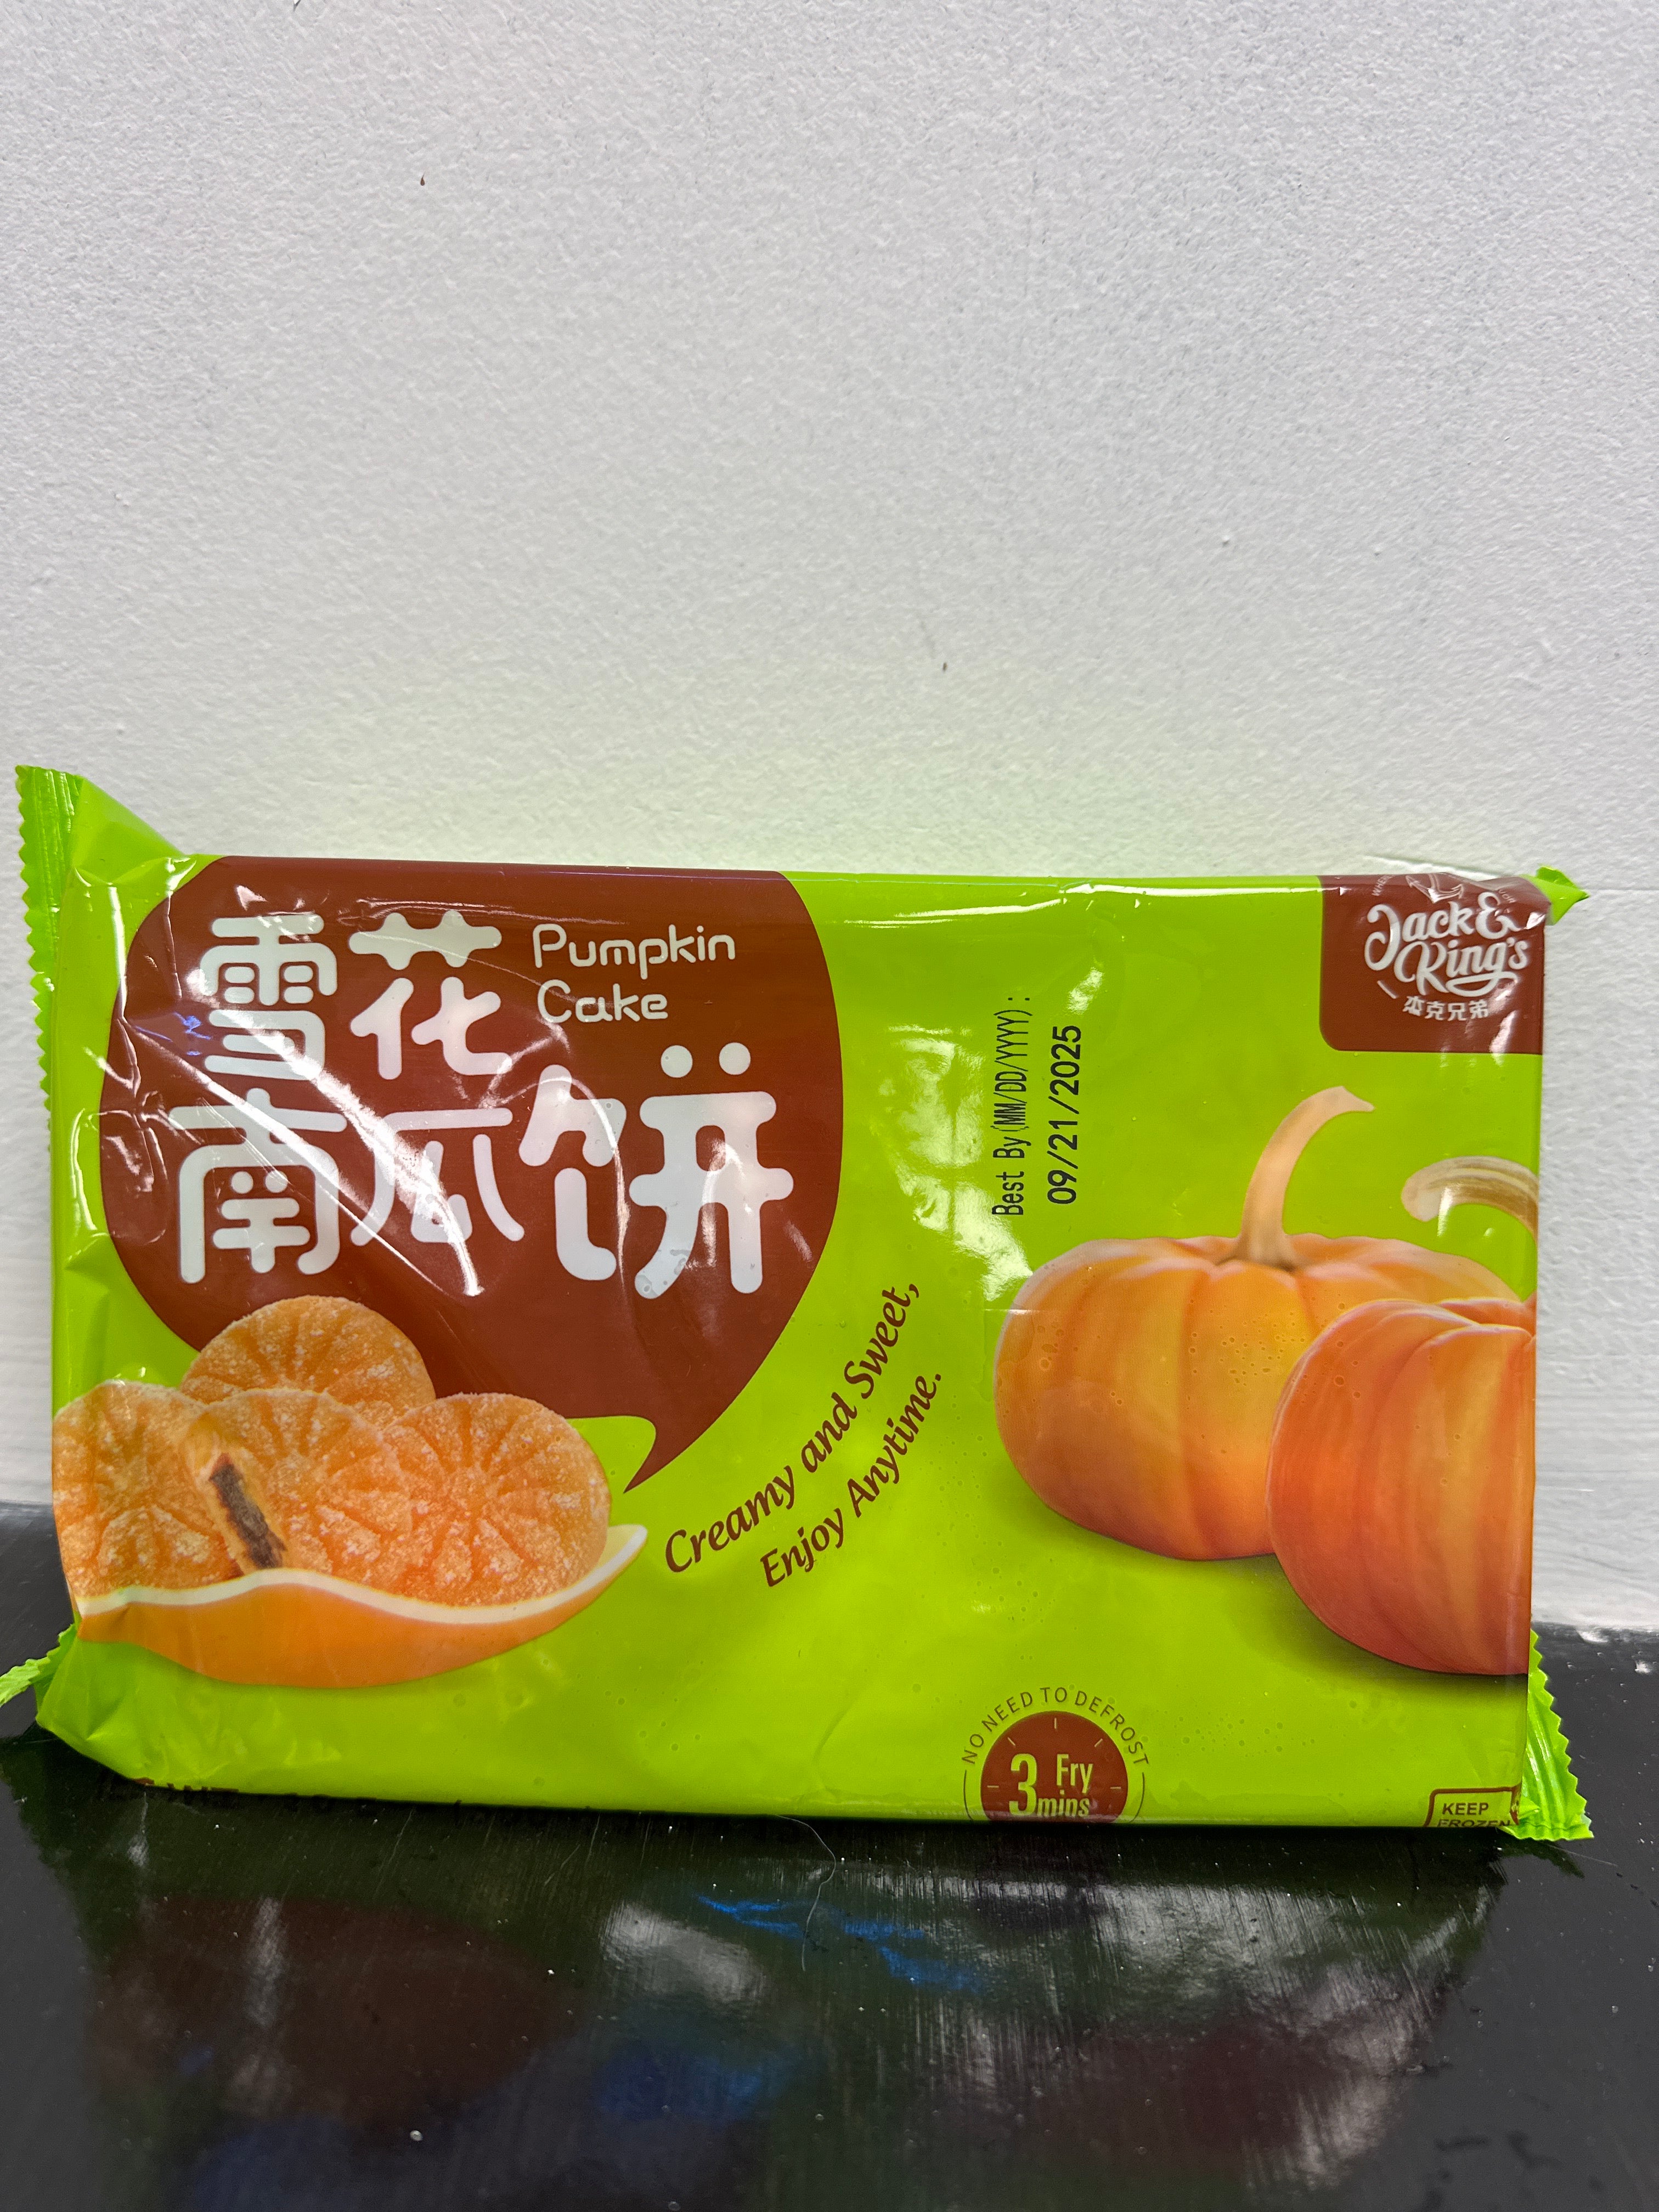 雪花
南瓜饼
Pumpkin
Cake
Best By(MM/DD/YYYY):
09/21/2025
Jack&
King's
杰克兄弟
Creamy and Sweet,
Enjoy Anytime.
NO NEED TO DEFROST
3 Fry
mins
KEEP
FROZEN